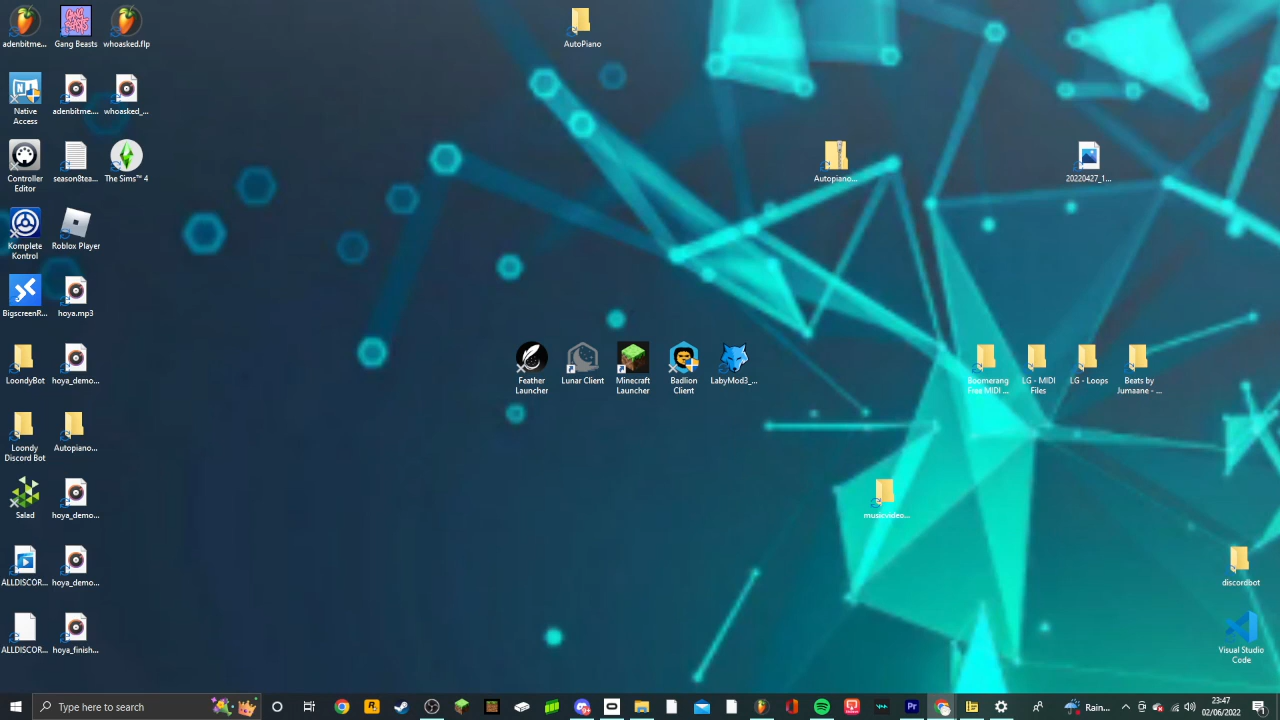 adenbitme...
Gang Beasts
whoasked.flp
AutoPiano
Native
Access
adenbitme...
whoasked_...
Controller
Editor
season8tea...
The Sims™ 4
Autopiano...
20220427_1...
Komplete
Kontrol
Roblox Player
BigscreenR...
hoya.mp3
LoondyBot
hoya_demo...
Feather
Launcher
Lunar Client
Minecraft
Launcher
Badlion
Client
LabyMod3_...
Boomerang
Free MIDI ...
LG - MIDI
Files
LG - Loops
Beats by
Jumaane - ...
Loondy
Discord Bot
Autopiano...
Salad
hoya_demo...
musicvideo...
ALLDISCOR...
hoya_demo...
discordbot
ALLDISCOR...
hoya_finish...
Visual Studio
Code
Type here to search
Rain...
23:47
02/06/2022